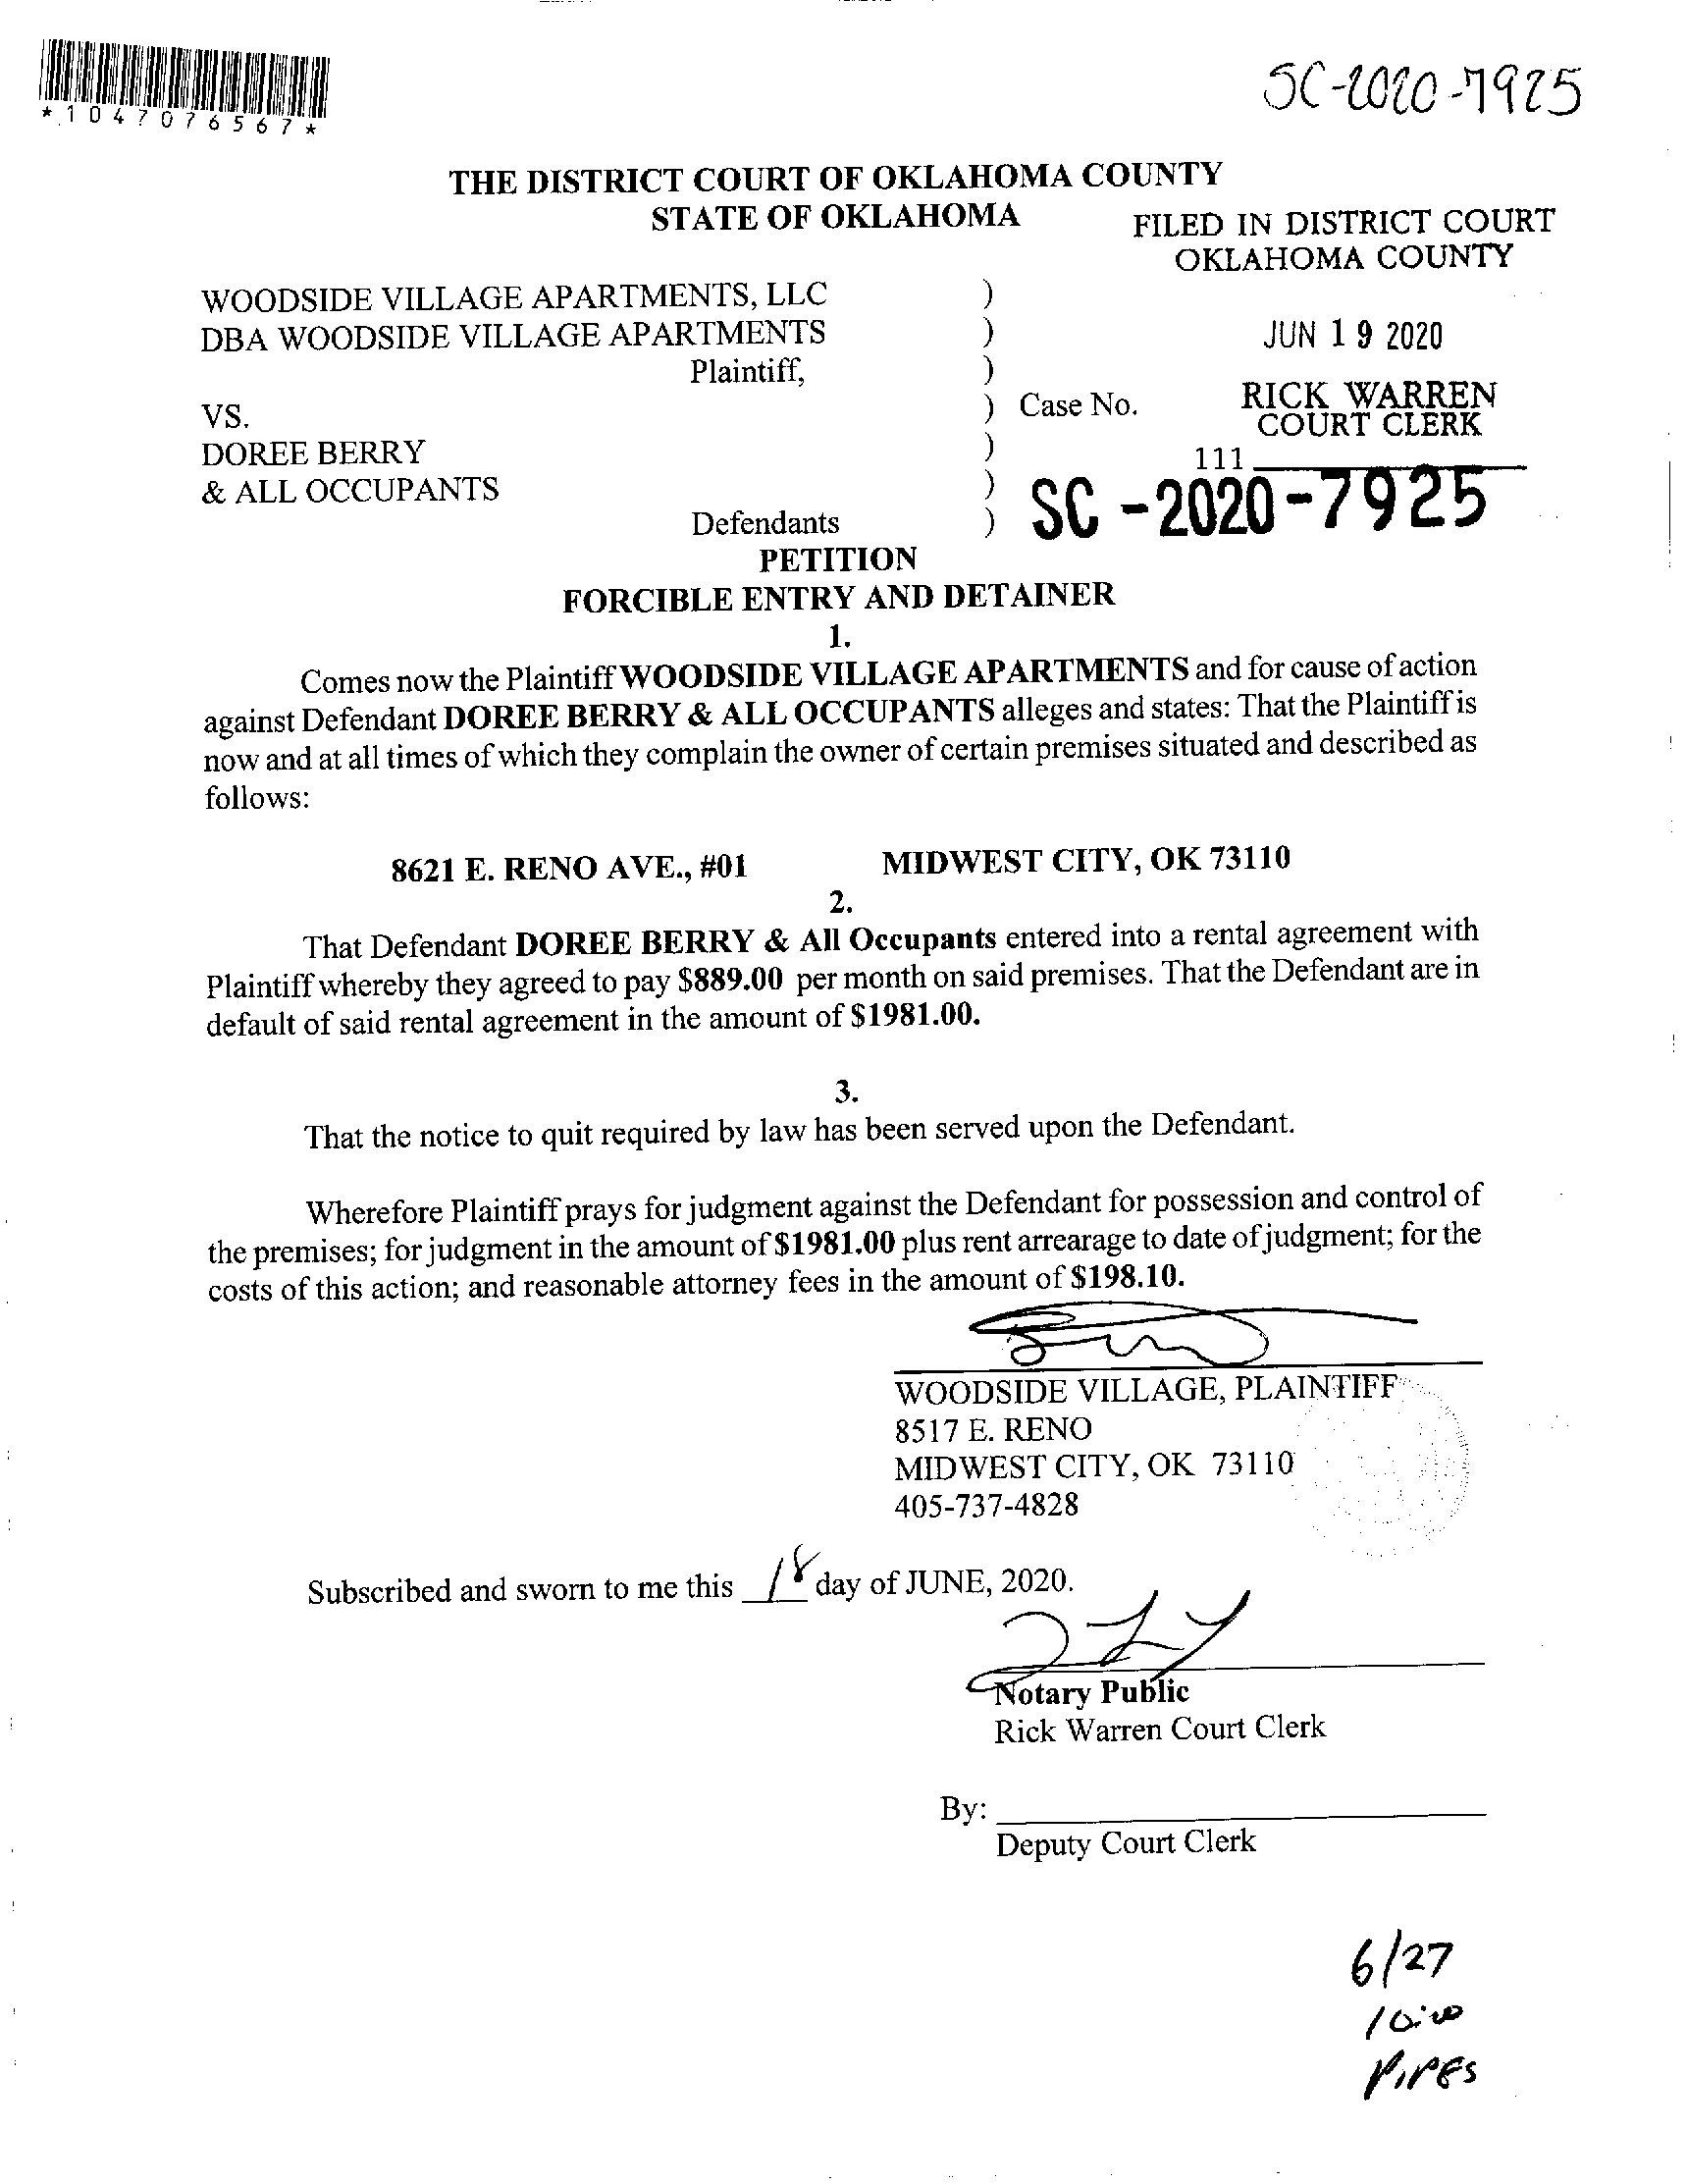 *1047076567*
SC-2020-7925
THE DISTRICT COURT OF OKLAHOMA COUNTY
STATE OF OKLAHOMA
FILED IN DISTRICT COURT
OKLAHOMA COUNTY
WOODSIDE VILLAGE APARTMENTS, LLC )
DBA WOODSIDE VILLAGE APARTMENTS )
JUN 19 2020
Plaintiff, )
VS. ) Case No.
RICK WARREN
COURT CLERK
DOREE BERRY )
111
& ALL OCCUPANTS )
SC -2020-7925
Defendants )
PETITION
FORCIBLE ENTRY AND DETAINER
1.
Comes now the Plaintiff WOODSIDE VILLAGE APARTMENTS and for cause of action
against Defendant DOREE BERRY & ALL OCCUPANTS alleges and states: That the Plaintiff is
now and at all times of which they complain the owner of certain premises situated and described as
follows:
8621 E. RENO AVE., #01 MIDWEST CITY, OK 73110
2.
That Defendant DOREE BERRY & All Occupants entered into a rental agreement with
Plaintiff whereby they agreed to pay $889.00 per month on said premises. That the Defendant are in
default of said rental agreement in the amount of $1981.00.
3.
That the notice to quit required by law has been served upon the Defendant.
Wherefore Plaintiff prays for judgment against the Defendant for possession and control of
the premises; for judgment in the amount of $1981.00 plus rent arrearage to date of judgment; for the
costs of this action; and reasonable attorney fees in the amount of $198.10.
WOODSIDE VILLAGE, PLAINTIFF
8517 E. RENO
MIDWEST CITY, OK 73110
405-737-4828
Subscribed and sworn to me this 18 day of JUNE, 2020.
Notary Public
Rick Warren Court Clerk
By:
Deputy Court Clerk
6/27
10:00
Pipes